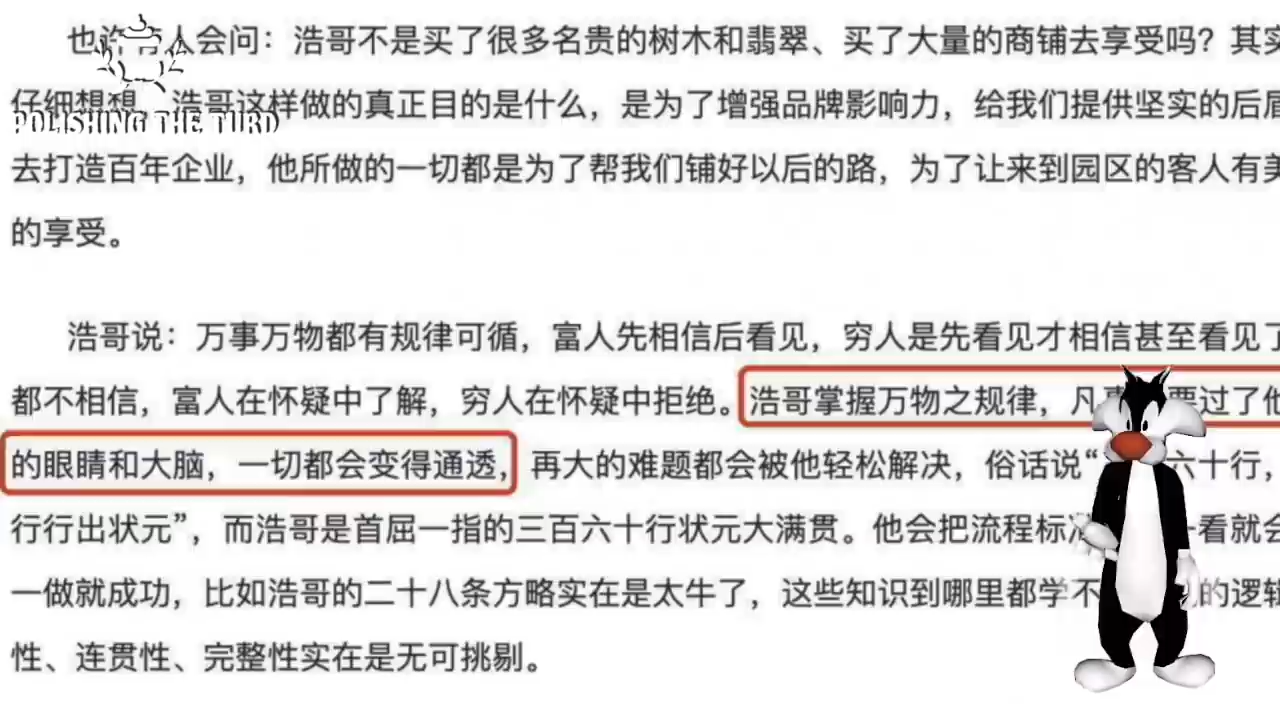 也许有人会问：浩哥不是买了很多名贵的树木和翡翠、买了大量的商铺去享受吗？其实
仔细想想，浩哥这样做的真正目的是什么，是为了增强品牌影响力，给我们提供坚实的后盾
去打造百年企业，他所做的一切都是为了帮我们铺好以后的路，为了让来到园区的客人有美
的享受。
POLISHING THE TURD
浩哥说：万事万物都有规律可循，富人先相信后看见，穷人是先看见才相信甚至看见了
都不相信，富人在怀疑中了解，穷人在怀疑中拒绝。浩哥掌握万物之规律，凡事 要过了他
的眼睛和大脑，一切都会变得通透，再大的难题都会被他轻松解决，俗话说“ 六十行，
行行出状元”，而浩哥是首屈一指的三百六十行状元大满贯。他会把流程标 一看就会
一做就成功，比如浩哥的二十八条方略实在是太牛了，这些知识到哪里都学不 的逻辑
性、连贯性、完整性实在是无可挑剔。